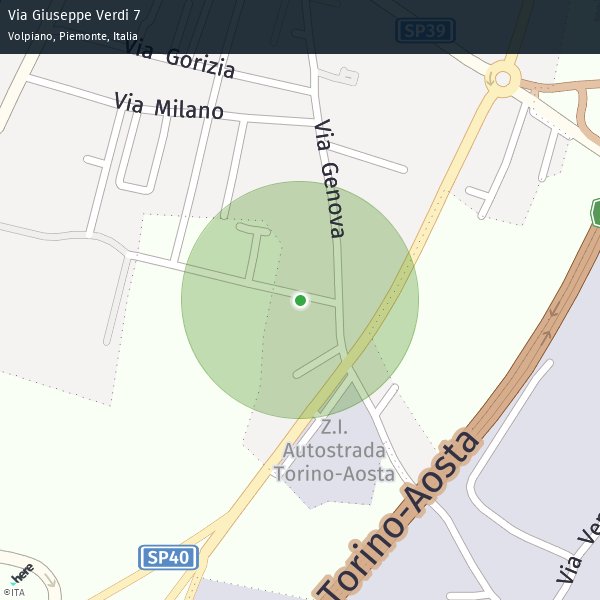 Via Giuseppe Verdi 7
Volpiano, Piemonte, Italia
SP39
Via Gorizia
Via Milano
Via Genova
Z.I.
Autostrada
Torino-Aosta
Torino-Aosta
SP40
Via Ver
here
©ITA